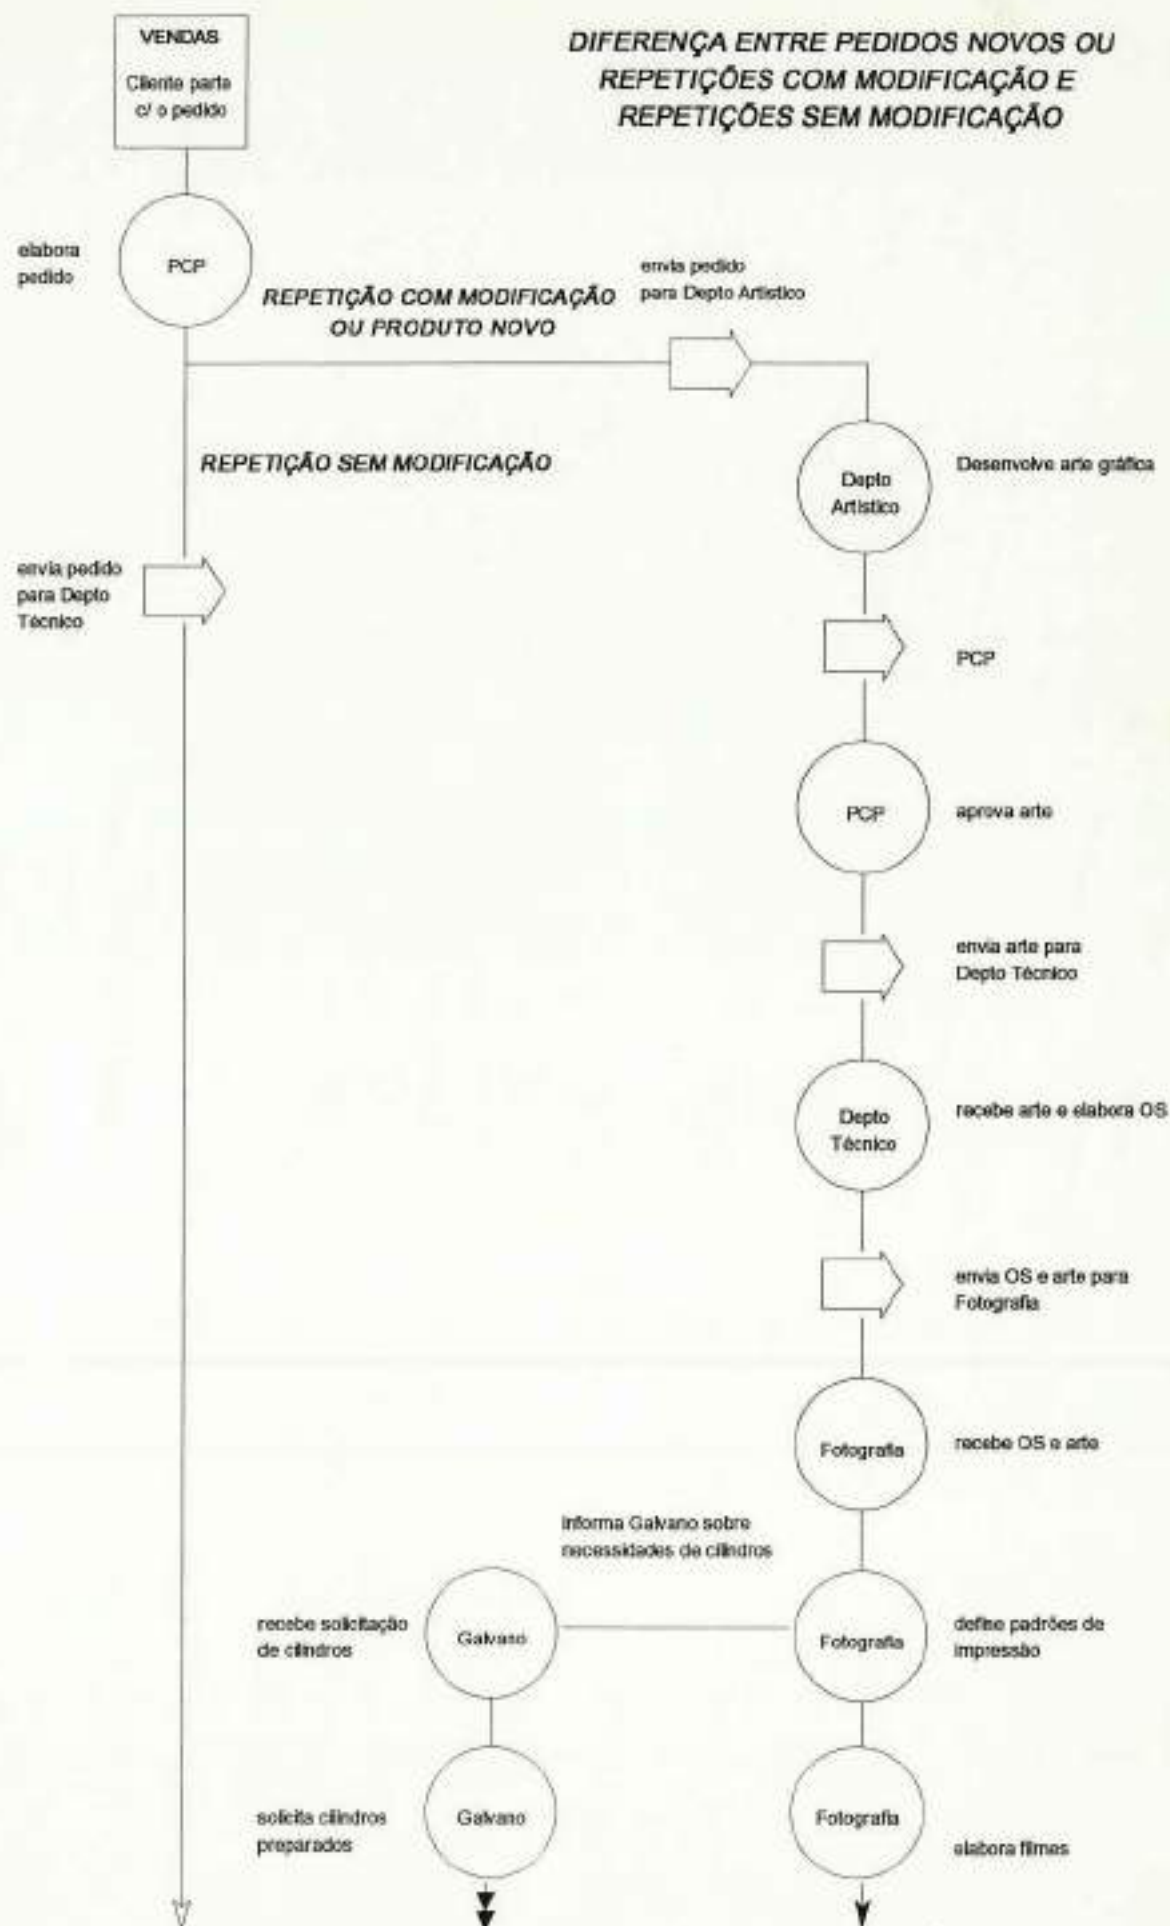 VENDAS
Cliente parte
c/ o pedido
DIFERENÇA ENTRE PEDIDOS NOVOS OU
REPETIÇÕES COM MODIFICAÇÃO E
REPETIÇÕES SEM MODIFICAÇÃO
elabora
pedido
PCP
envia pedido
para Depto Artístico
REPETIÇÃO COM MODIFICAÇÃO
OU PRODUTO NOVO
REPETIÇÃO SEM MODIFICAÇÃO
Depto
Artístico
Desenvolve arte gráfica
envia pedido
para Depto
Técnico
PCP
PCP
aprova arte
envia arte para
Depto Técnico
Depto
Técnico
recebe arte e elabora OS
envia OS e arte para
Fotografia
Fotografia
recebe OS e arte
informa Galvano sobre
necessidades de cilindros
recebe solicitação
de cilindros
Galvano
Fotografia
define padrões de
impressão
solicita cilindros
preparados
Galvano
Fotografia
elabora filmes